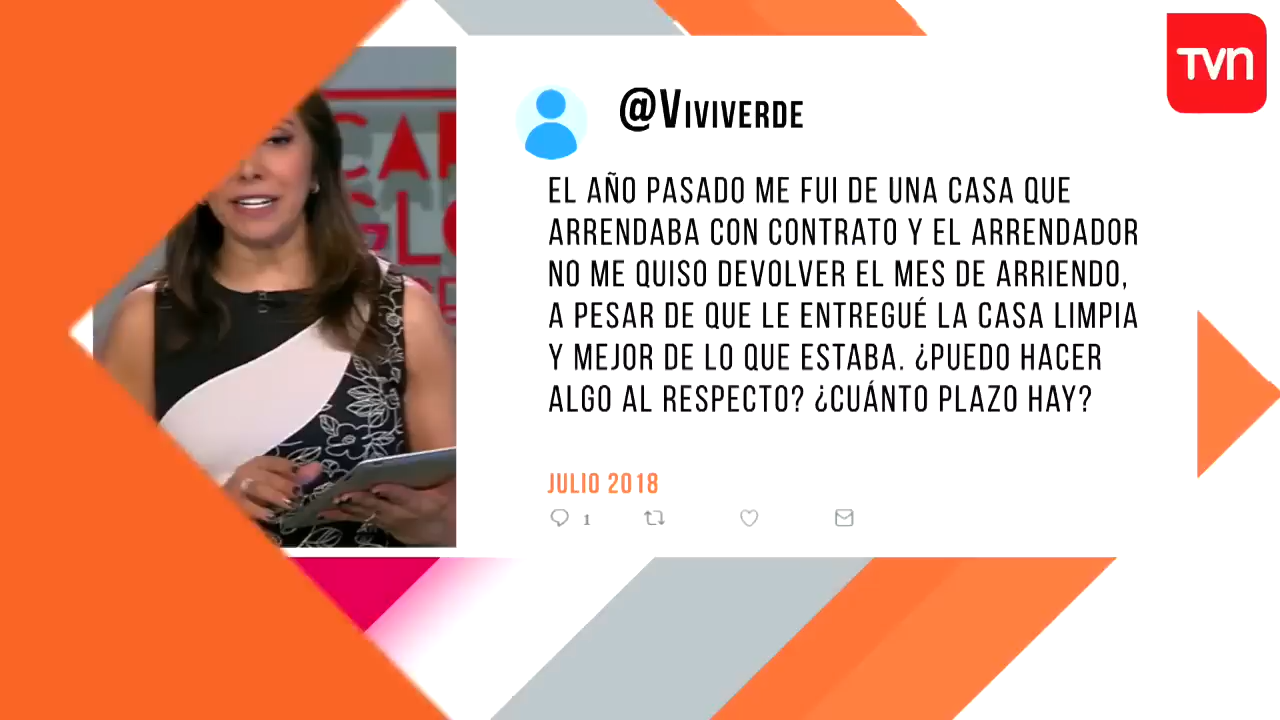 TVN
@VIVIVERDE
EL AÑO PASADO ME FUI DE UNA CASA QUE
ARRENDABA CON CONTRATO Y EL ARRENDADOR
NO ME QUISO DEVOLVER EL MES DE ARRIENDO,
A PESAR DE QUE LE ENTREGUÉ LA CASA LIMPIA
Y MEJOR DE LO QUE ESTABA. ¿PUEDO HACER
ALGO AL RESPECTO? ¿CUÁNTO PLAZO HAY?
JULIO 2018
1